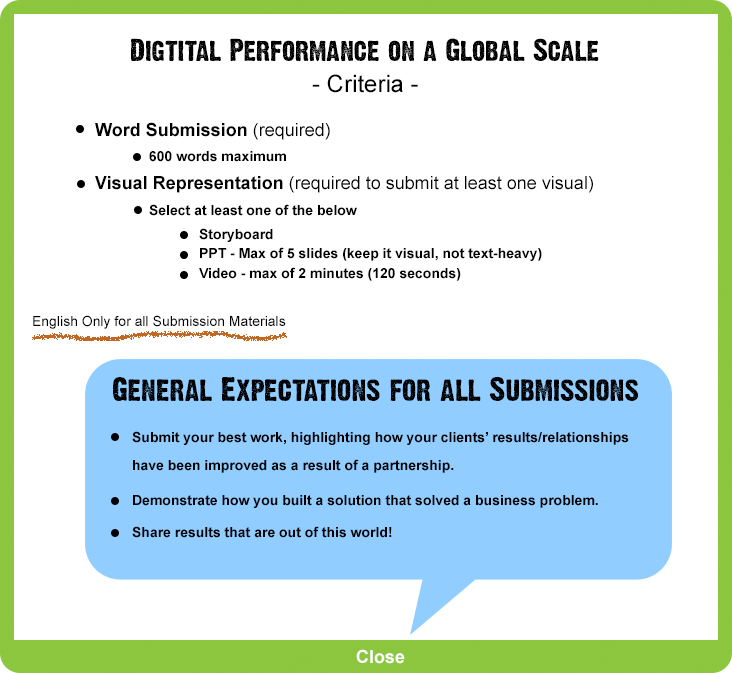 Digtital Performance on a Global Scale
- Criteria -
• Word Submission (required)
• 600 words maximum
• Visual Representation (required to submit at least one visual)
• Select at least one of the below
• Storyboard
• PPT - Max of 5 slides (keep it visual, not text-heavy)
• Video - max of 2 minutes (120 seconds)
English Only for all Submission Materials
General Expectations for all Submissions
• Submit your best work, highlighting how your clients’ results/relationships
have been improved as a result of a partnership.
• Demonstrate how you built a solution that solved a business problem.
• Share results that are out of this world!
Close